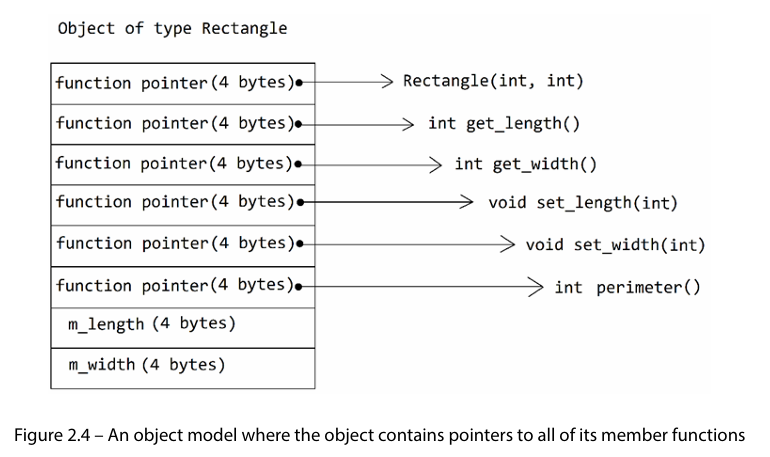 Object of type Rectangle
function pointer(4 bytes) Rectangle(int, int)
function pointer(4 bytes) int get_length()
function pointer(4 bytes) int get_width()
function pointer(4 bytes) void set_length(int)
function pointer(4 bytes) void set_width(int)
function pointer(4 bytes) int perimeter()
m_length (4 bytes)
m_width (4 bytes)
Figure 2.4 – An object model where the object contains pointers to all of its member functions